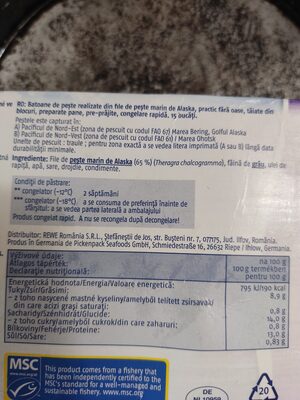 RO: Batoane de pește realizate din file de pește marin de Alaska, practic fără oase, tăiate din
blocuri, preparate pane, pre-prăjite, congelare rapidă. 15 bucăți.
Peștele este capturat în:
A) Pacificul de Nord-Est (zona de pescuit cu codul FAO 67) Marea Bering, Golful Alaska
B) Pacificul de Nord-Vest (zona de pescuit cu codul FAO 61) Marea Ohotsk
Unelte de pescuit: traule; pentru zona exactă a se vedea litera imprimată (A sau B) lângă data
durabilității minimale.
Ingrediente: File de pește marin de Alaska (65 %) (Theragra chalcogramma), făină de grâu, ulei de
rapiță, apă, sare, drojdie, condimente.
Condiții de păstrare:
** congelator (-12°C) 2 săptămâni
*** congelator (-18°C) a se consuma de preferință înainte de
sfârșitul: a se vedea partea laterală a ambalajului
Produs congelat rapid. A nu se recongela după decongelare!
Distribuitor: REWE România S.R.L., Ștefăneștii de Jos, str. Bușteni nr. 7, 077175, Jud. Ilfov, România.
Produs în Germania de Pickenpack Seafoods GmbH, Schmiedestraße 16, 26632 Riepe / Ihlow, Germania.
Výživové údaje:
Átlagos tápérték:
Declarație nutrițională:
na 100 g
100 g termékben
pentru 100 g
Energetická hodnota/Energia/Valoare energetică:
795 kJ/190 kcal
Tuky/Zsír/Grăsimi:
8,9 g
– z toho nasycené mastné kyseliny/amelyből telített zsírsavak/
din care acizi grași saturați:
0,8 g
Sacharidy/Szénhidrát/Glucide:
14,0 g
– z toho cukry/amelyből cukrok/din care zaharuri:
0,8 g
Bílkoviny/Fehérje/Proteine:
13,0 g
Sůl/Só/Sare:
0,83 g
MSC
This product comes from a fishery that
has been independently certified to the
MSC's standard for a well-managed and
sustainable fishery. www.msc.org
DE
20